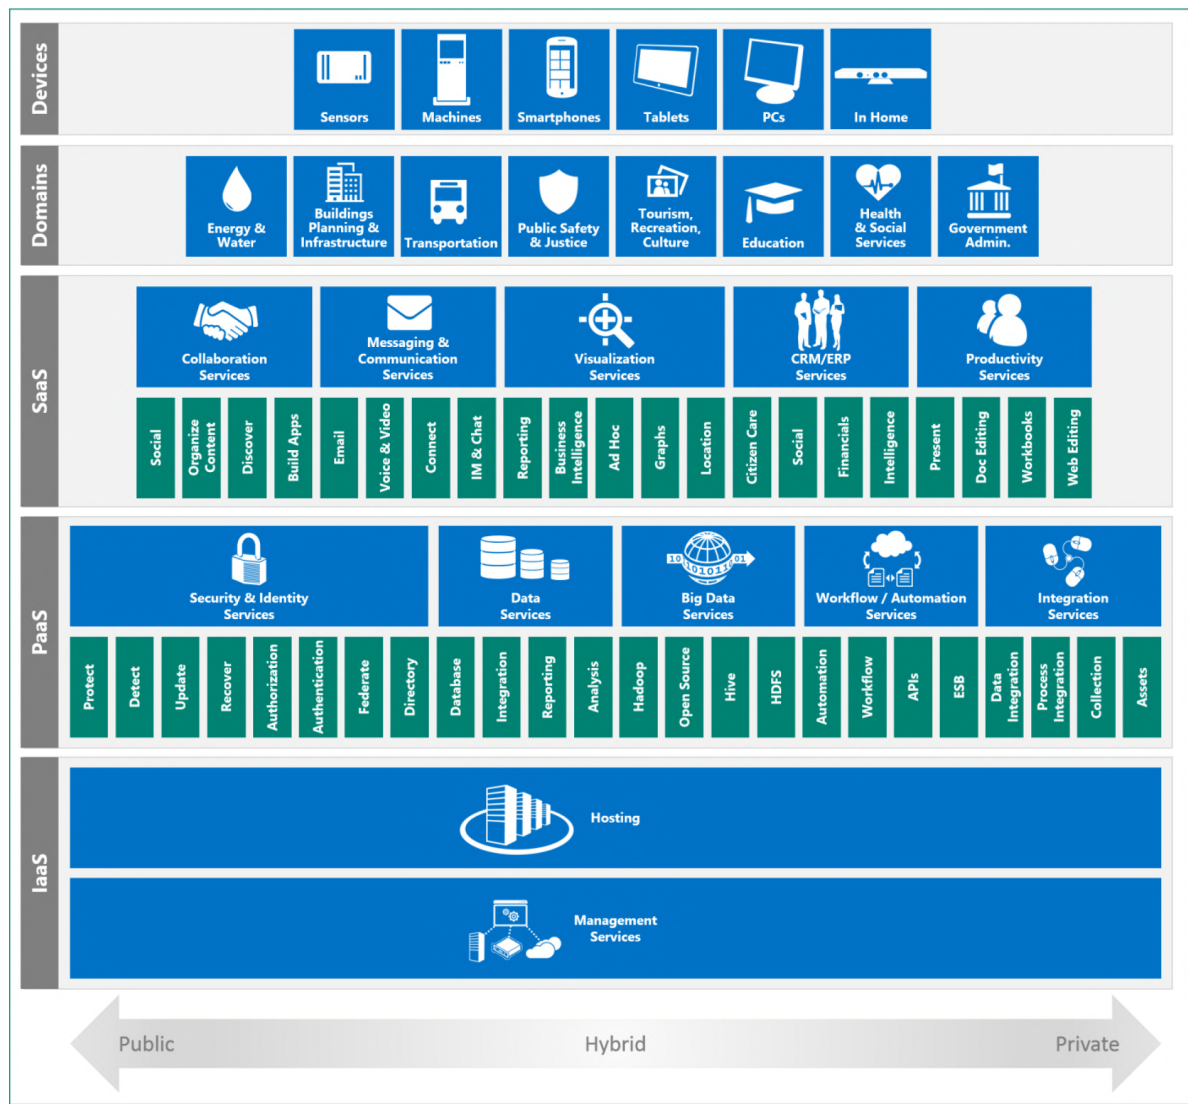 Devices
Sensors
Machines
Smartphones
Tablets
PCs
In Home
Domains
Energy &
Water
Buildings
Planning &
Infrastructure
Transportation
Public Safety
& Justice
Tourism,
Recreation,
Culture
Education
Health
& Social
Services
Government
Admin.
SaaS
Collaboration
Services
Messaging &
Communication
Services
Visualization
Services
CRM/ERP
Services
Productivity
Services
Social
Organize
Content
Discover
Build Apps
Email
Voice & Video
Connect
IM & Chat
Reporting
Business
Intelligence
Ad Hoc
Graphs
Location
Citizen Care
Social
Financials
Intelligence
Present
Doc Editing
Workbooks
Web Editing
PaaS
Security & Identity
Services
Data
Services
10 1010110 01
Big Data
Services
Workflow / Automation
Services
Integration
Services
Protect
Detect
Update
Recover
Authorization
Authentication
Federate
Directory
Database
Integration
Reporting
Analysis
Hadoop
Open Source
Hive
HDFS
Automation
Workflow
APIs
ESB
Data
Integration
Process
Integration
Collection
Assets
IaaS
Hosting
Management
Services
Public
Hybrid
Private